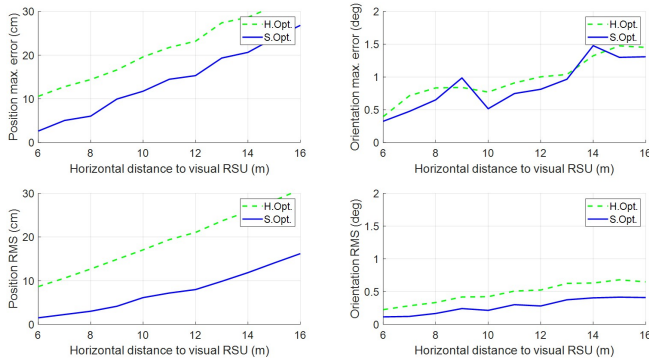 Position max. error (cm)
30
20
10
0
6 8 10 12 14 16
Horizontal distance to visual RSU (m)
H.Opt.
S.Opt.
Orientation max. error (deg)
2
1.5
1
0.5
0
6 8 10 12 14 16
Horizontal distance to visual RSU (m)
H.Opt.
S.Opt.
Position RMS (cm)
30
20
10
0
6 8 10 12 14 16
Horizontal distance to visual RSU (m)
H.Opt.
S.Opt.
Orientation RMS (deg)
2
1.5
1
0.5
0
6 8 10 12 14 16
Horizontal distance to visual RSU (m)
H.Opt.
S.Opt.